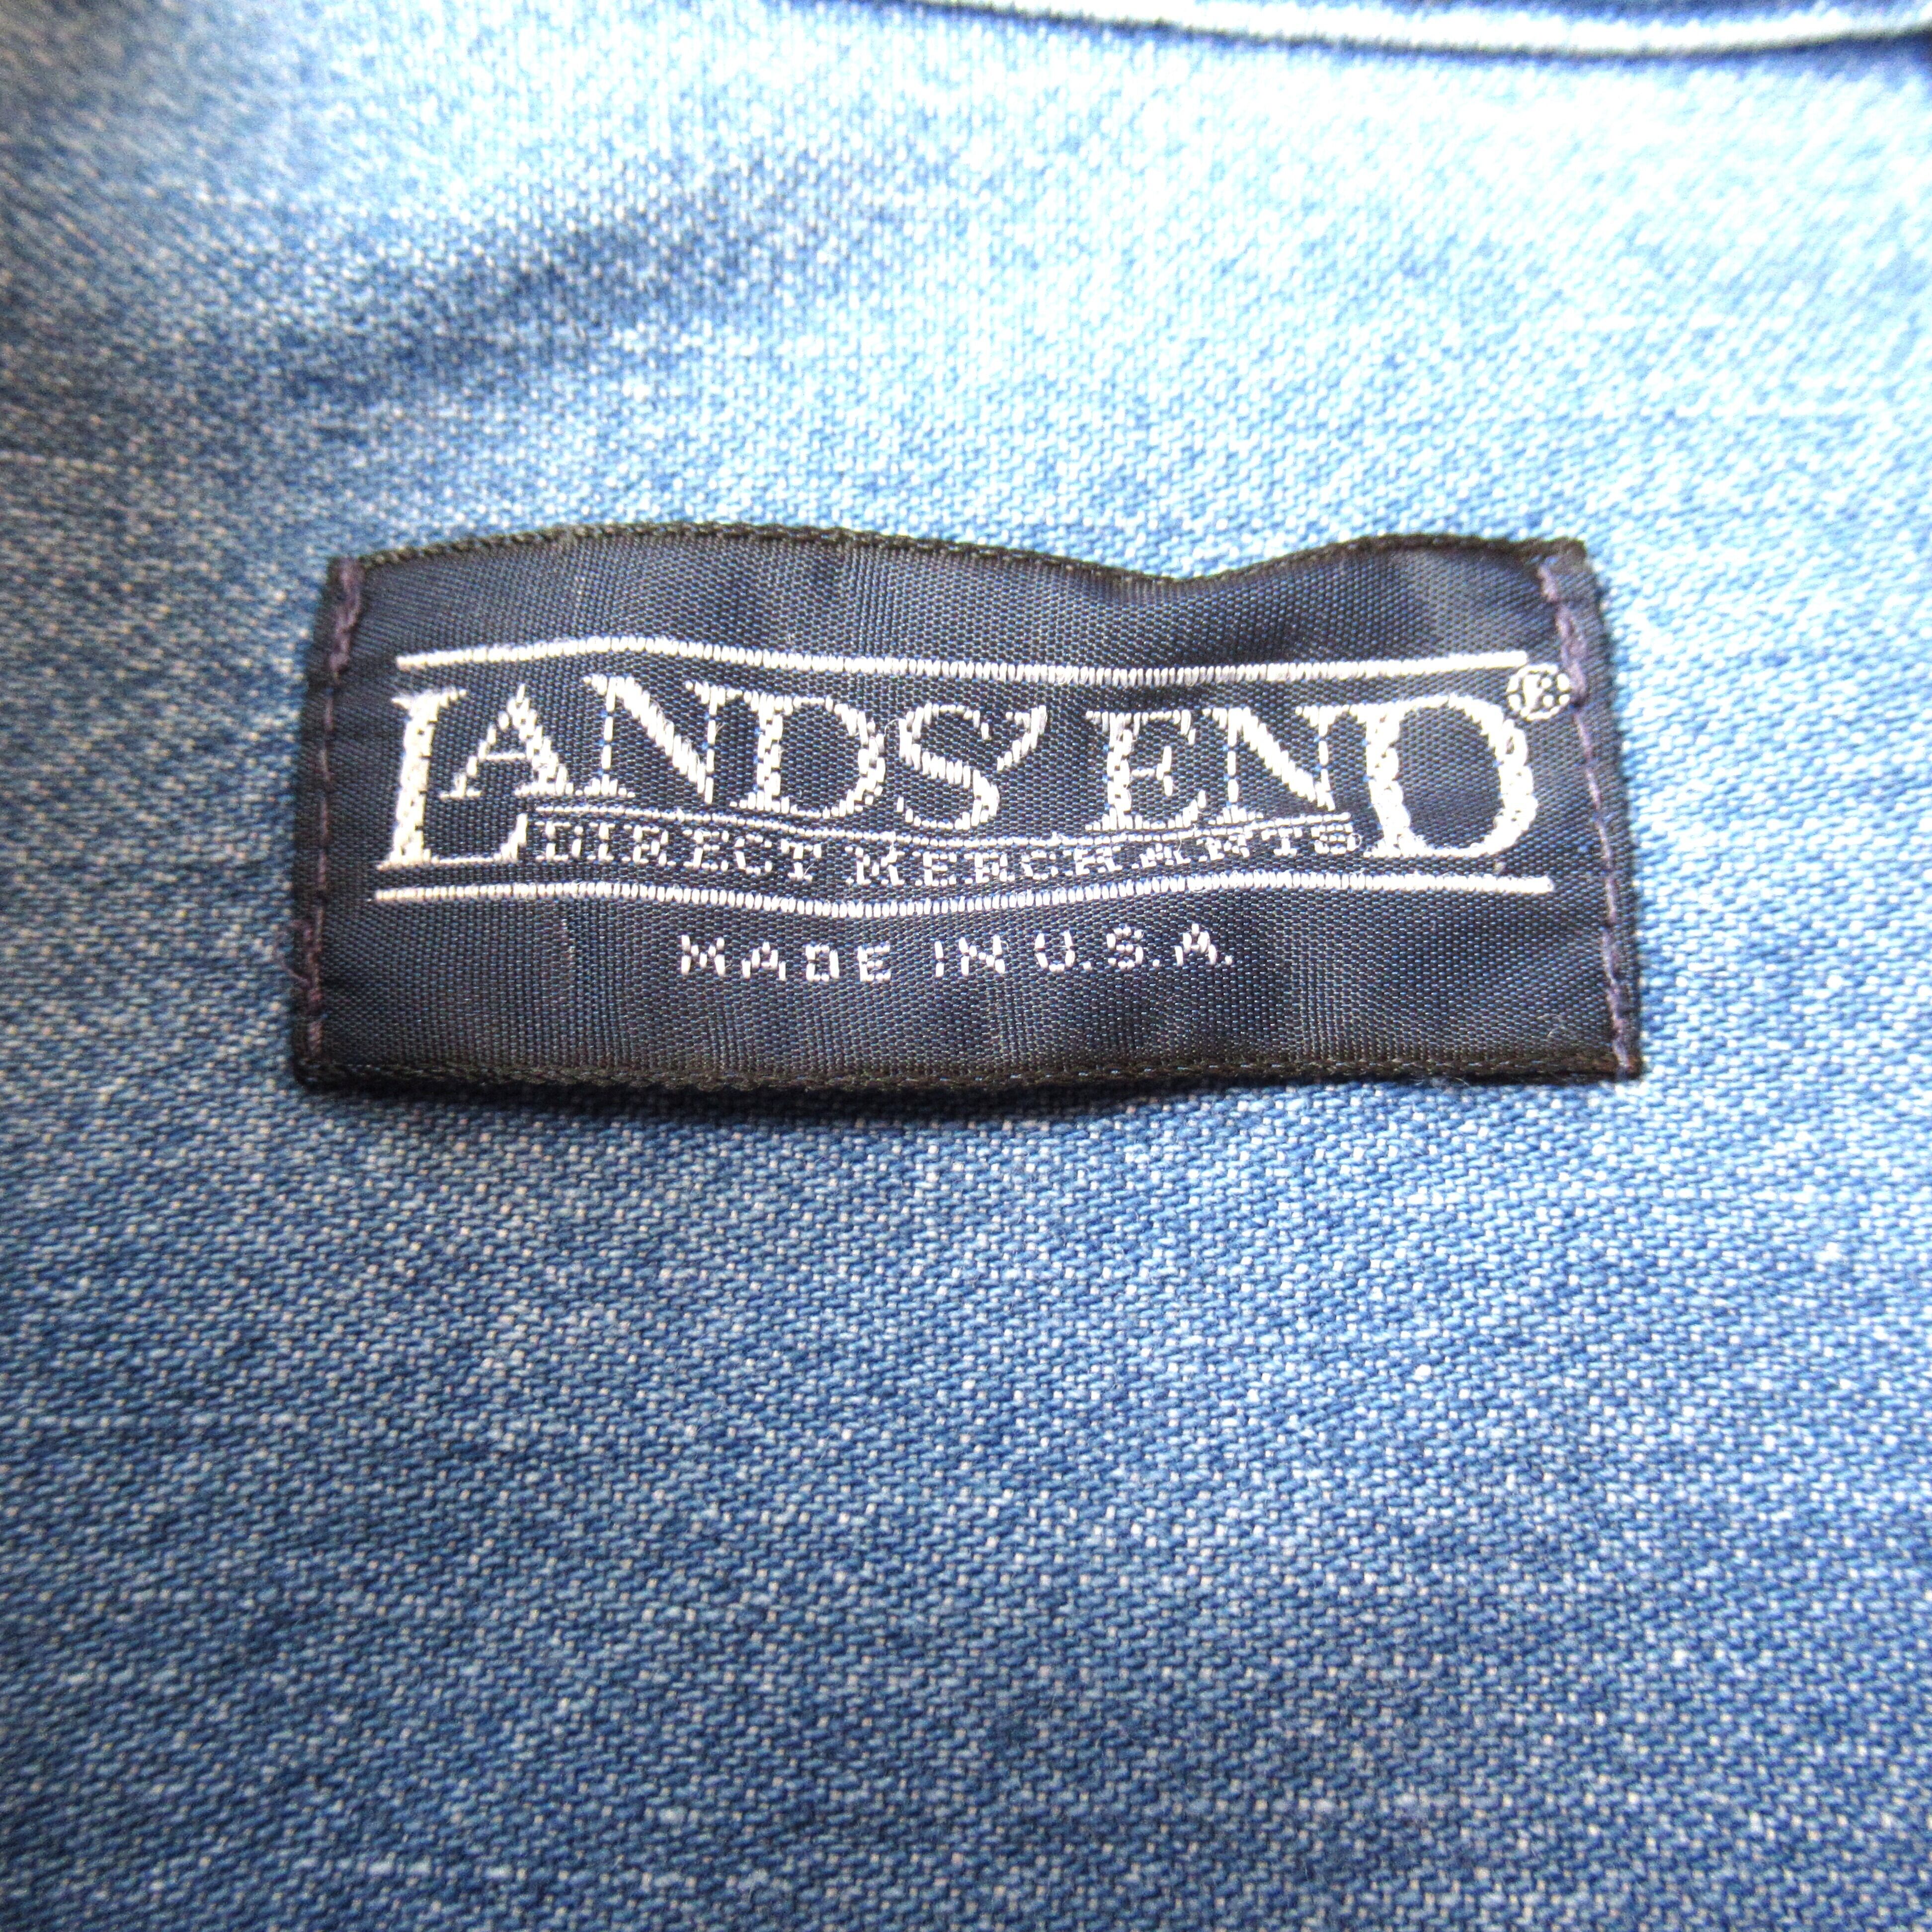 LANDS' END®
DIRECT MERCHANTS
MADE IN U.S.A.